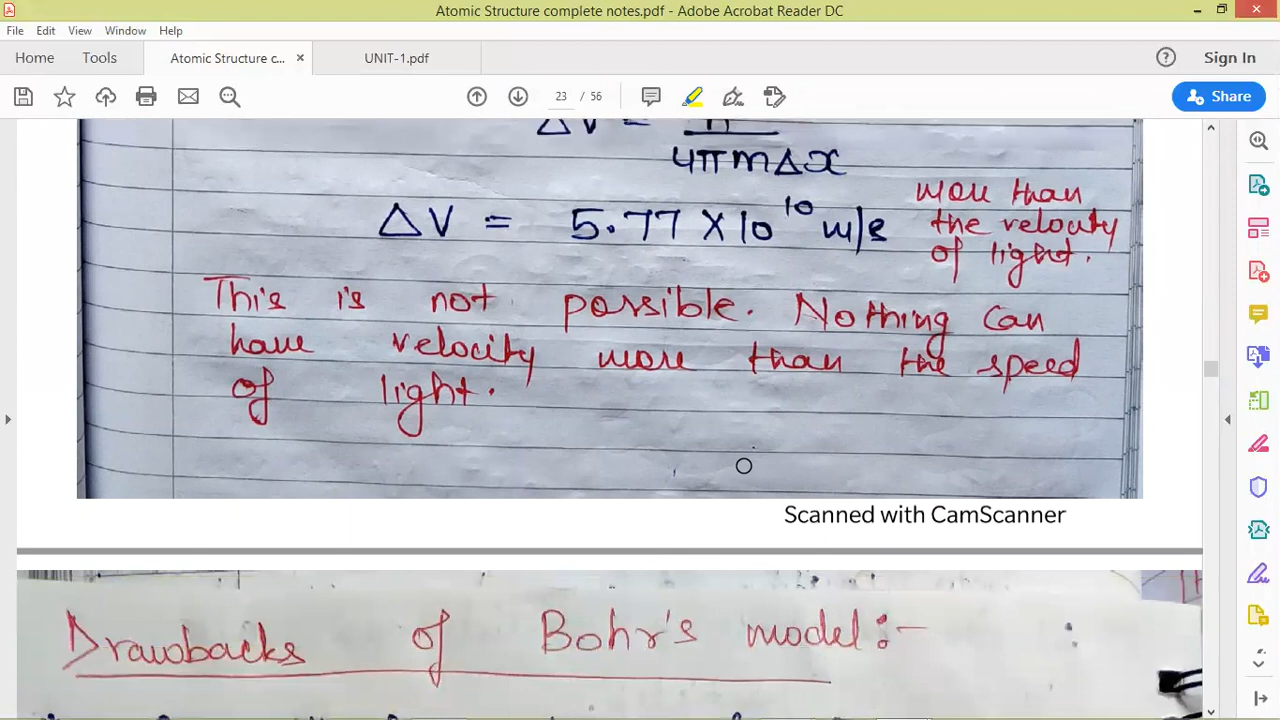 Atomic Structure complete notes.pdf - Adobe Acrobat Reader DC
File Edit View Window Help
Home Tools Atomic Structure c... × UNIT-1.pdf Sign In
23 / 56 Share
ΔV = h
4πmΔx
ΔV = 5.77 X 10^10 m/s
more than
the velocity
of light.
This is not possible. Nothing can
have velocity more than the speed
of light.
Scanned with CamScanner
Drawbacks of Bohr's model:-